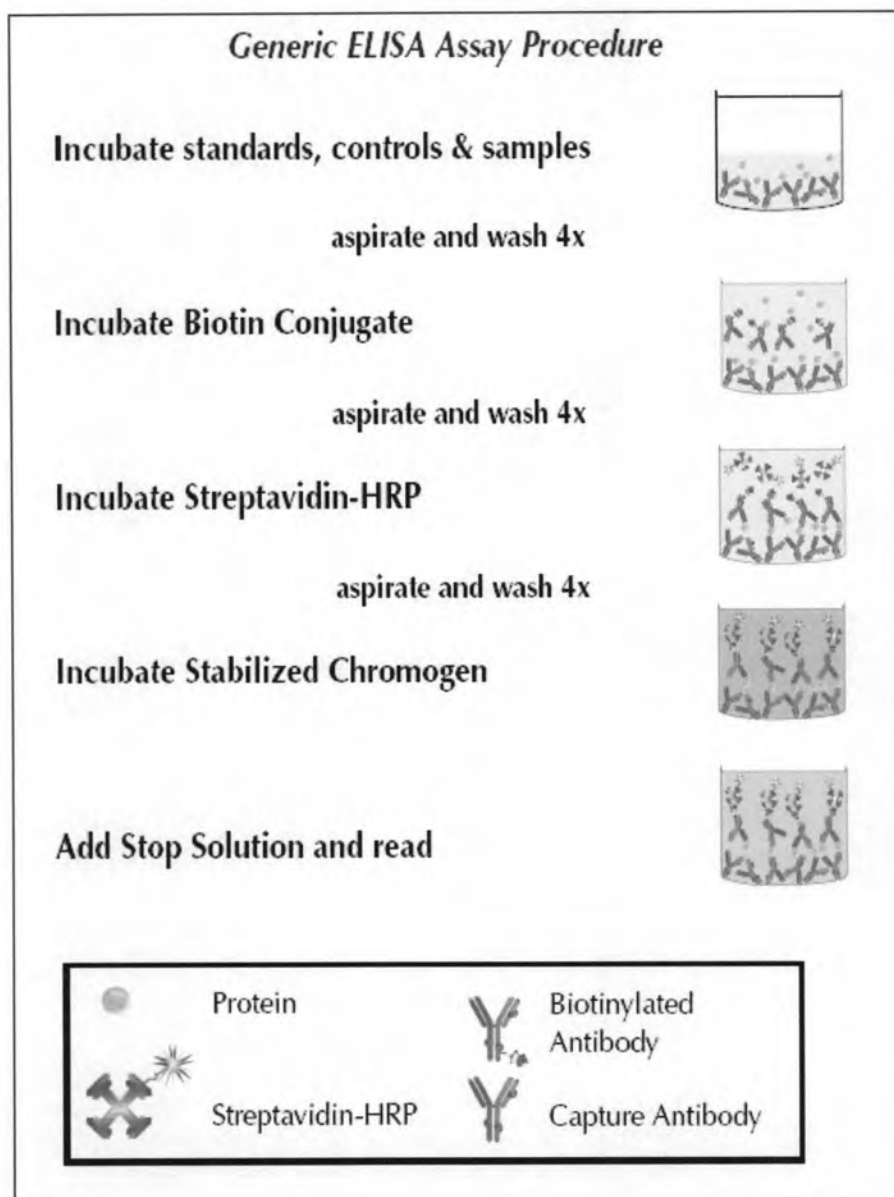 Generic ELISA Assay Procedure
Incubate standards, controls & samples
aspirate and wash 4x
Incubate Biotin Conjugate
aspirate and wash 4x
Incubate Streptavidin-HRP
aspirate and wash 4x
Incubate Stabilized Chromogen
Add Stop Solution and read
Protein
Biotinylated
Antibody
Streptavidin-HRP
Capture Antibody